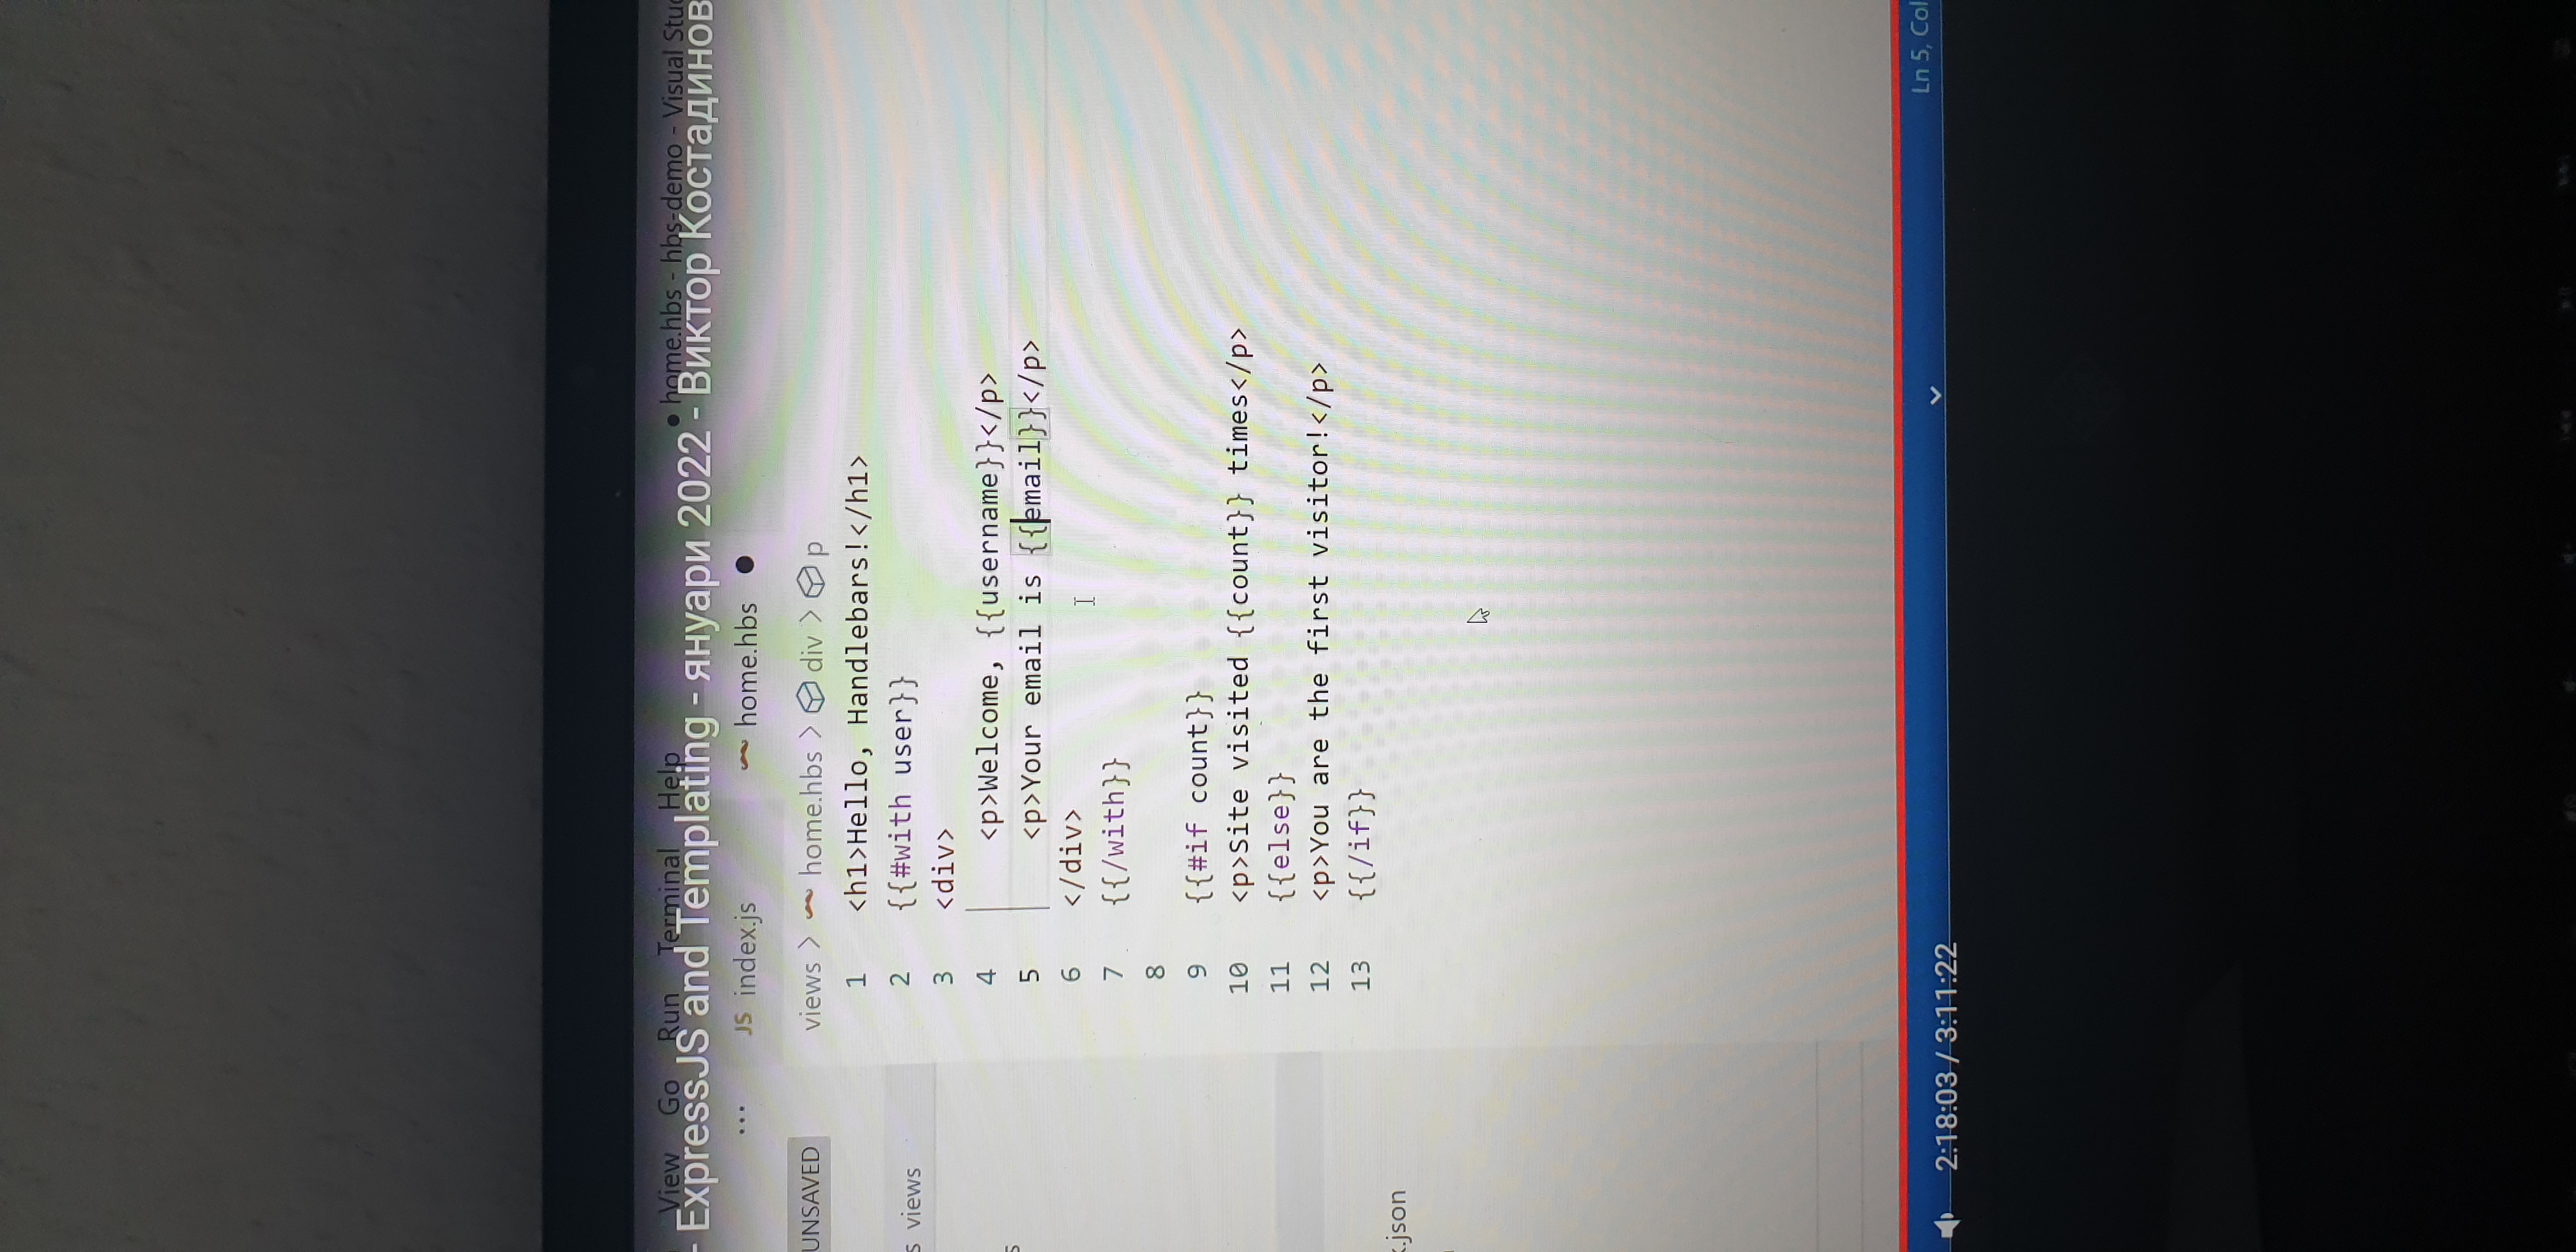 View Go Run Terminal Help
● home.hbs - hbs-demo - Visual
- ExpressJS and Templating - януари 2022 - Виктор Костадинов
... JS index.js home.hbs ●
UNSAVED
views > home.hbs > div > p
views
1 <h1>Hello, Handlebars!</h1>
2 {{#with user}}
3 <div>
4 <p>Welcome, {{username}}</p>
5 <p>Your email is {{email}}</p>
6 </div>
7 {{/with}}
8
9 {{#if count}}
10 <p>Site visited {{count}} times</p>
11 {{else}}
12 <p>You are the first visitor!</p>
13 {{/if}}
.json
Ln 5, Col
2:18:03 / 3:11:22